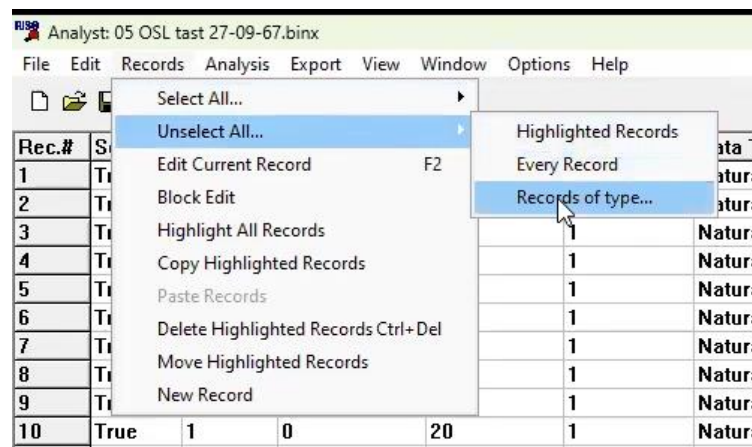 RISØ Analyst: 05 OSL tast 27-09-67.binx
File Edit Records Analysis Export View Window Options Help
Select All...
Unselect All...
Edit Current Record F2
Block Edit
Highlight All Records
Copy Highlighted Records
Paste Records
Delete Highlighted Records Ctrl+Del
Move Highlighted Records
New Record
Highlighted Records
Every Record
Records of type...
Rec.#
1
2
3 1 Natur
4 1 Natur
5 1 Natur
6 1 Natur
7 1 Natur
8 1 Natur
9 1 Natur
10 True 1 0 20 1 Natur